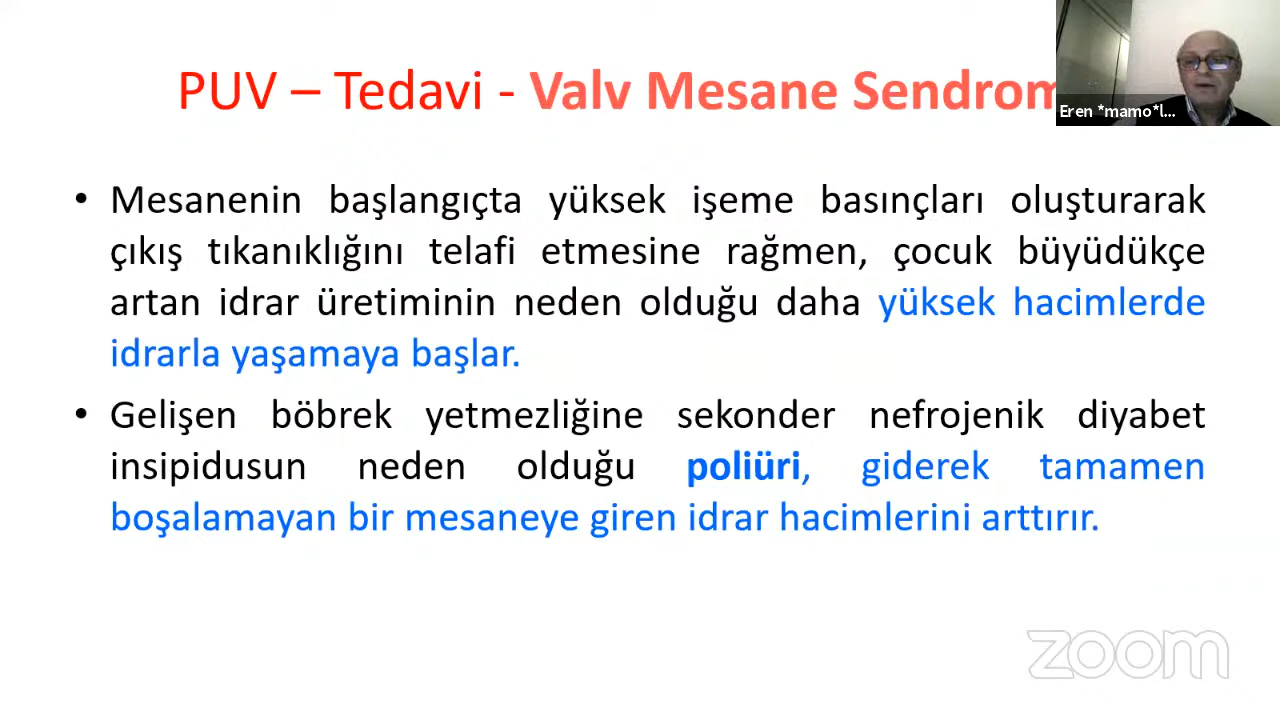 PUV – Tedavi - Valv Mesane Sendrom
Eren *mamo*l...
• Mesanenin başlangıçta yüksek işeme basınçları oluşturarak
çıkış tıkanıklığını telafi etmesine rağmen, çocuk büyüdükçe
artan idrar üretiminin neden olduğu daha yüksek hacimlerde
idrarla yaşamaya başlar.
• Gelişen böbrek yetmezliğine sekonder nefrojenik diyabet
insipidusun neden olduğu poliüri, giderek tamamen
boşalamayan bir mesaneye giren idrar hacimlerini arttırır.
zoom